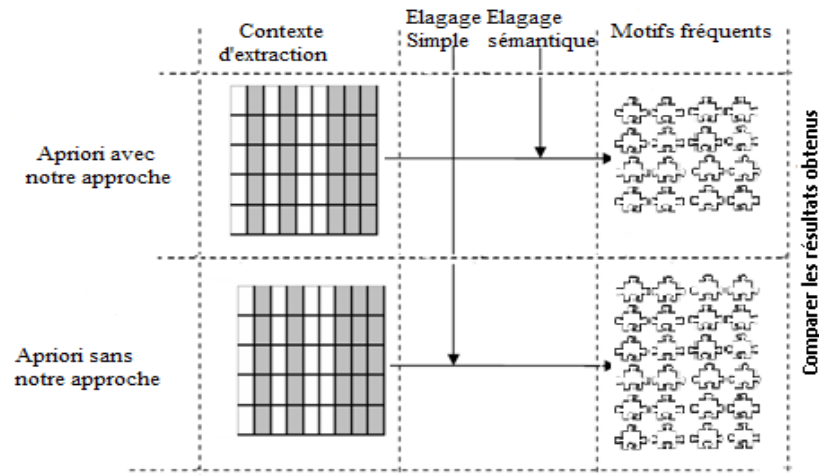 Contexte
d'extraction
Elagage
Simple
Elagage
sémantique
Motifs fréquents
Apriori avec
notre approche
Apriori sans
notre approche
Comparer les résultats obtenus